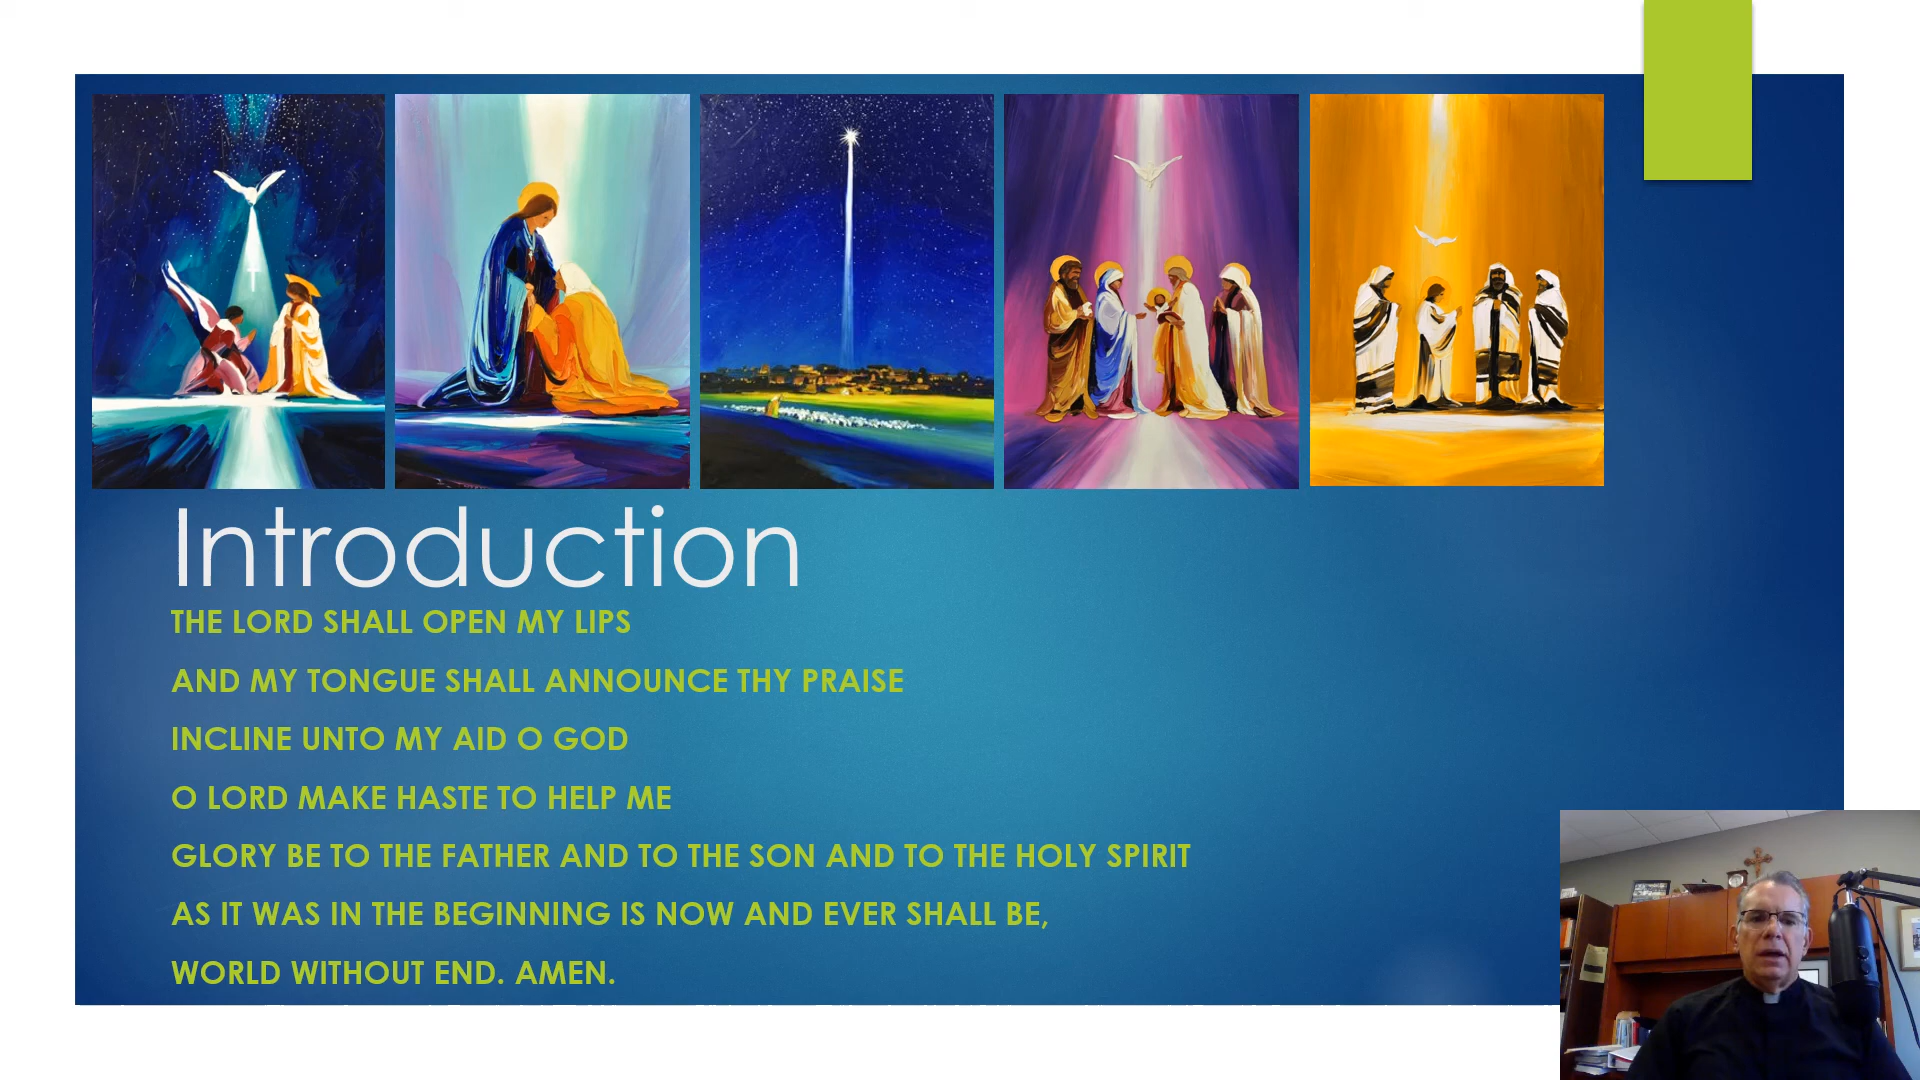 Introduction
THE LORD SHALL OPEN MY LIPS
AND MY TONGUE SHALL ANNOUNCE THY PRAISE
INCLINE UNTO MY AID O GOD
O LORD MAKE HASTE TO HELP ME
GLORY BE TO THE FATHER AND TO THE SON AND TO THE HOLY SPIRIT
AS IT WAS IN THE BEGINNING IS NOW AND EVER SHALL BE,
WORLD WITHOUT END. AMEN.